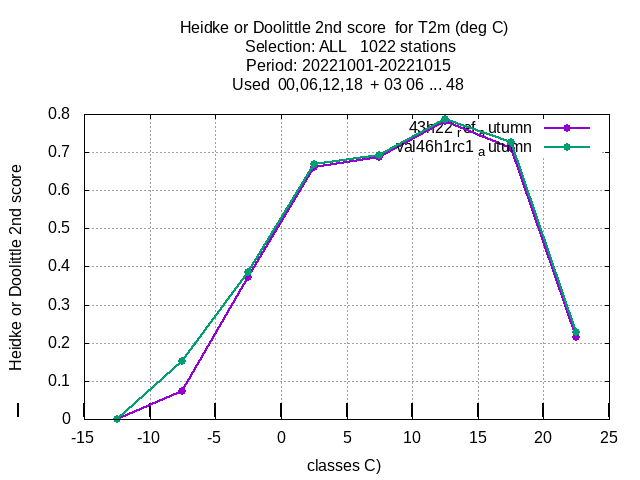 Heidke or Doolittle 2nd score  for T2m (deg C)
Selection: ALL   1022 stations
Period: 20221001-20221015
Used  00,06,12,18  + 03 06 ... 48
Heidke or Doolittle 2nd score
0.8
0.7
0.6
0.5
0.4
0.3
0.2
0.1
0
43h22_ref_autumn
val46h1rc1_autumn
-15
-10
-5
0
5
10
15
20
25
classes C)